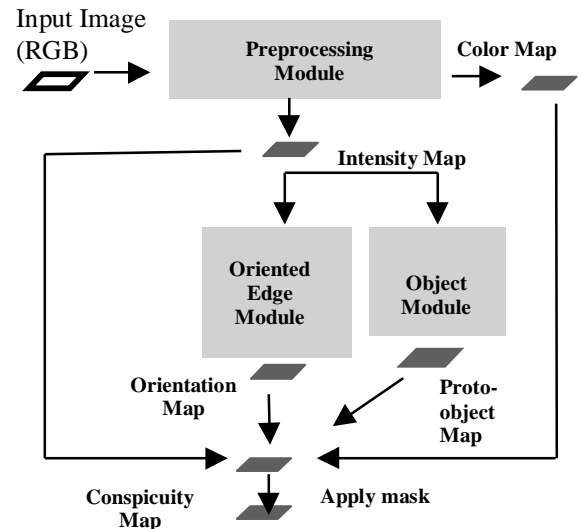 Input Image
(RGB)
Preprocessing
Module
Color Map
Intensity Map
Oriented
Edge
Module
Object
Module
Orientation
Map
Proto-
object
Map
Conspicuity
Map
Apply mask